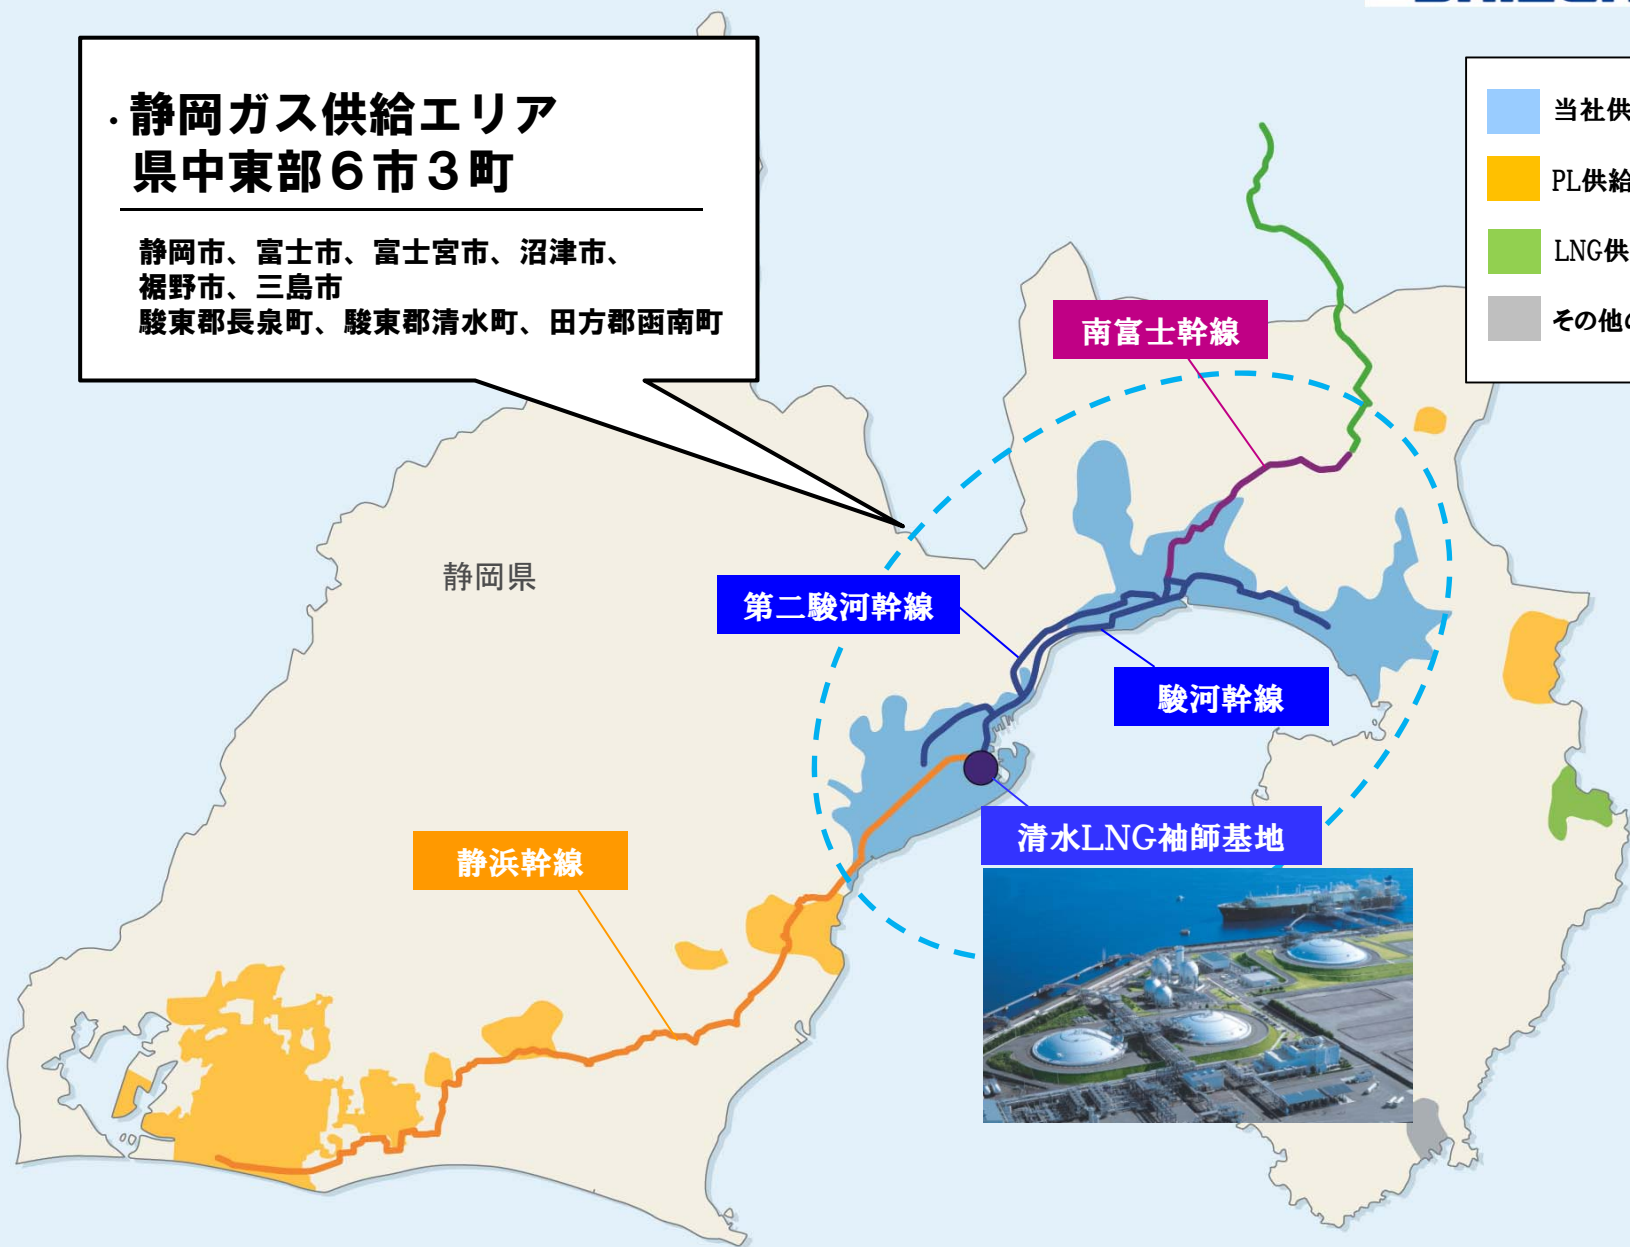 ・静岡ガス供給エリア
県中東部６市３町
静岡市、富士市、富士宮市、沼津市、
裾野市、三島市
駿東郡長泉町、駿東郡清水町、田方郡函南町
当社供
PL供給
LNG供
その他の
南富士幹線
静岡県
第二駿河幹線
駿河幹線
清水LNG袖師基地
静浜幹線